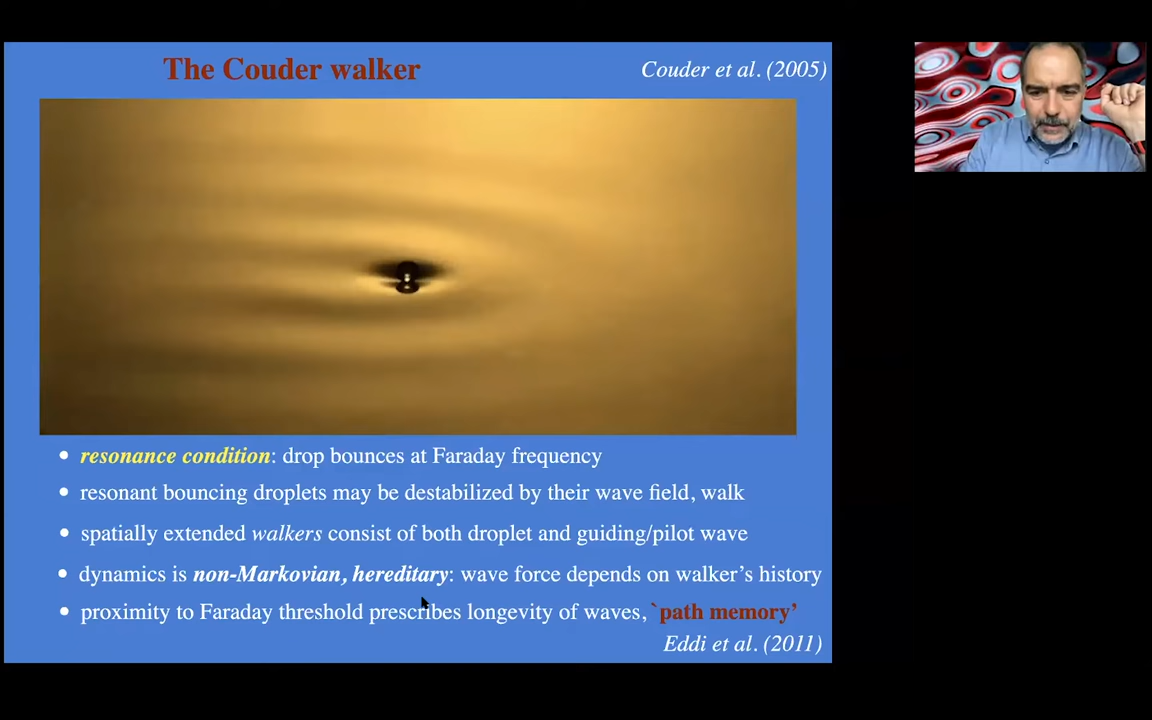 The Couder walker
Couder et al. (2005)
• resonance condition: drop bounces at Faraday frequency
• resonant bouncing droplets may be destabilized by their wave field, walk
• spatially extended walkers consist of both droplet and guiding/pilot wave
• dynamics is non-Markovian, hereditary: wave force depends on walker's history
• proximity to Faraday threshold prescribes longevity of waves, `path memory'
Eddi et al. (2011)